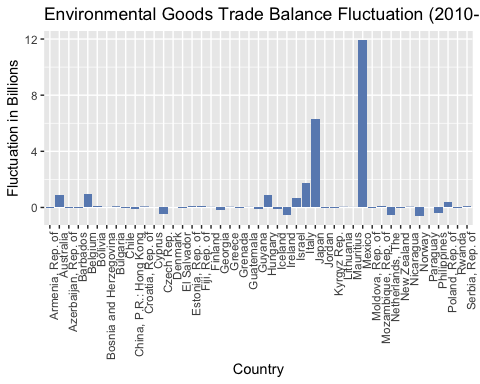 Environmental Goods Trade Balance Fluctuation (2010-
Fluctuation in Billions
12
8
4
0
Armenia, Rep. of
Australia
Azerbaijan, Rep. of
Barbados
Belgium
Bolivia
Bosnia and Herzegovina
Bulgaria
Chile
China, P.R.: Hong Kong
Croatia, Rep. of
Cyprus
Czech Rep.
Denmark
El Salvador
Estonia, Rep. of
Fiji, Rep. of
Finland
Georgia
Greece
Grenada
Guatemala
Guyana
Hungary
Iceland
Ireland
Israel
Italy
Japan
Jordan
Kyrgyz Rep.
Lithuania
Mauritius
Mexico
Moldova, Rep. of
Mozambique, Rep. of
Netherlands, The
New Zealand
Nicaragua
Norway
Paraguay
Philippines
Poland, Rep. of
Rwanda
Serbia, Rep. of
Country